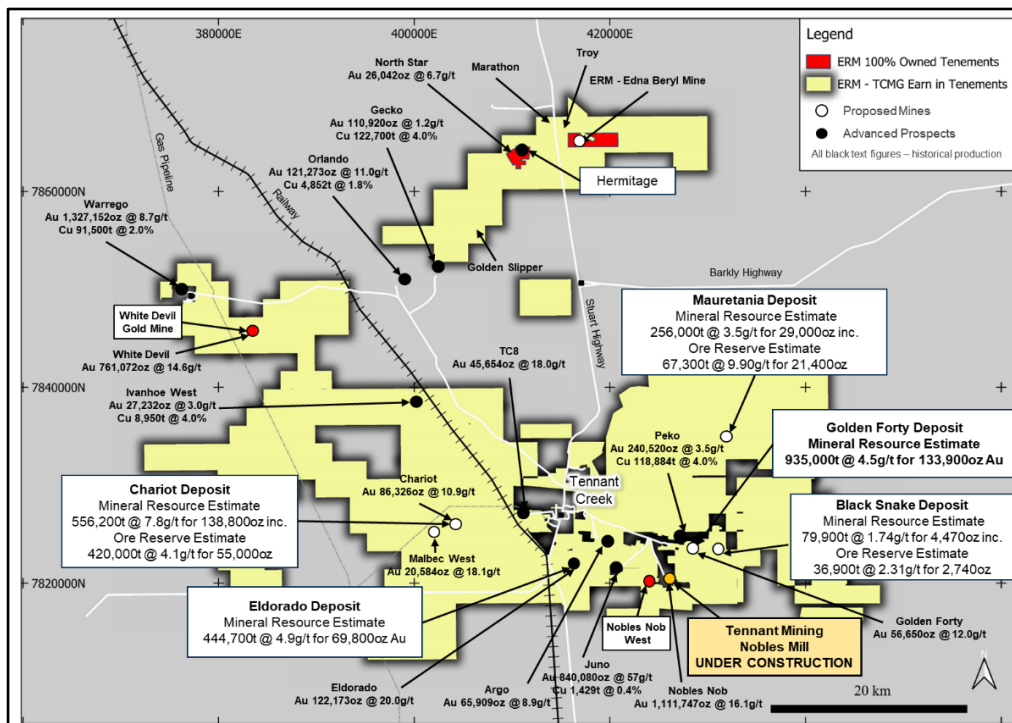 380000E
400000E
420000E
7860000N
7840000N
7820000N
Legend
ERM 100% Owned Tenements
ERM - TCMG Earn in Tenements
Proposed Mines
Advanced Prospects
All black text figures – historical production
North Star
Au 26,042oz @ 6.7g/t
Marathon
Troy
ERM - Edna Beryl Mine
Gecko
Au 110,920oz @ 1.2g/t
Cu 122,700t @ 4.0%
Orlando
Au 121,273oz @ 11.0g/t
Cu 4,852t @ 1.8%
Hermitage
Gas Pipeline
Railway
Warrego
Au 1,327,152oz @ 8.7g/t
Cu 91,500t @ 2.0%
Golden Slipper
Barkly Highway
Stuart Highway
White Devil
Gold Mine
White Devil
Au 761,072oz @ 14.6g/t
Mauretania Deposit
Mineral Resource Estimate
256,000t @ 3.5g/t for 29,000oz inc.
Ore Reserve Estimate
67,300t @ 9.90g/t for 21,400oz
TC8
Au 45,654oz @ 18.0g/t
Ivanhoe West
Au 27,232oz @ 3.0g/t
Cu 8,950t @ 4.0%
Peko
Au 240,520oz @ 3.5g/t
Cu 118,884t @ 4.0%
Golden Forty Deposit
Mineral Resource Estimate
935,000t @ 4.5g/t for 133,900oz Au
Chariot
Au 86,326oz @ 10.9g/t
Tennant
Creek
Chariot Deposit
Mineral Resource Estimate
556,200t @ 7.8g/t for 138,800oz inc.
Ore Reserve Estimate
420,000t @ 4.1g/t for 55,000oz
Black Snake Deposit
Mineral Resource Estimate
79,900t @ 1.74g/t for 4,470oz inc.
Ore Reserve Estimate
36,900t @ 2.31g/t for 2,740oz
Malbec West
Au 20,584oz @ 18.1g/t
Eldorado Deposit
Mineral Resource Estimate
444,700t @ 4.9g/t for 69,800oz Au
Nobles Nob
West
Tennant Mining
Nobles Mill
UNDER CONSTRUCTION
Golden Forty
Au 56,650oz @ 12.0g/t
Juno
Au 840,080oz @ 57g/t
Cu 1,429t @ 0.4%
Eldorado
Au 122,173oz @ 20.0g/t
Argo
Au 65,909oz @ 8.9g/t
Nobles Nob
Au 1,111,747oz @ 16.1g/t
N
20 km